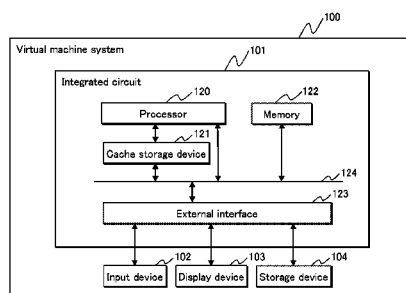 100
Virtual machine system
101
Integrated circuit
120
122
Processor
Memory
121
Cache storage device
124
123
External interface
102
103
104
Input device
Display device
Storage device